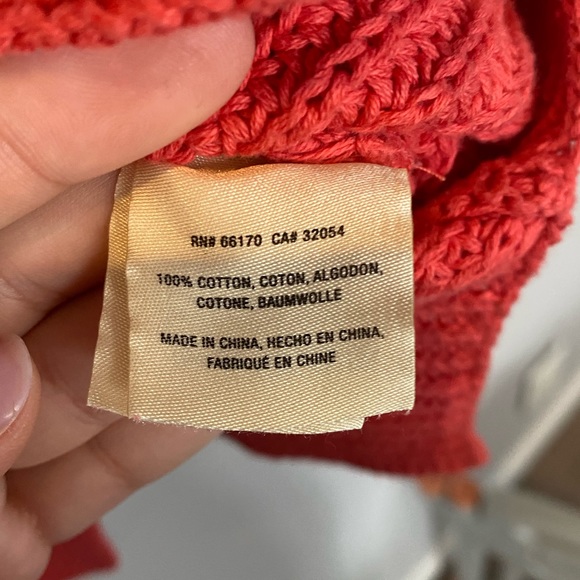 RN# 66170 CA# 32054
100% COTTON, COTON, ALGODON,
COTONE, BAUMWOLLE
MADE IN CHINA, HECHO EN CHINA,
FABRIQUÉ EN CHINE